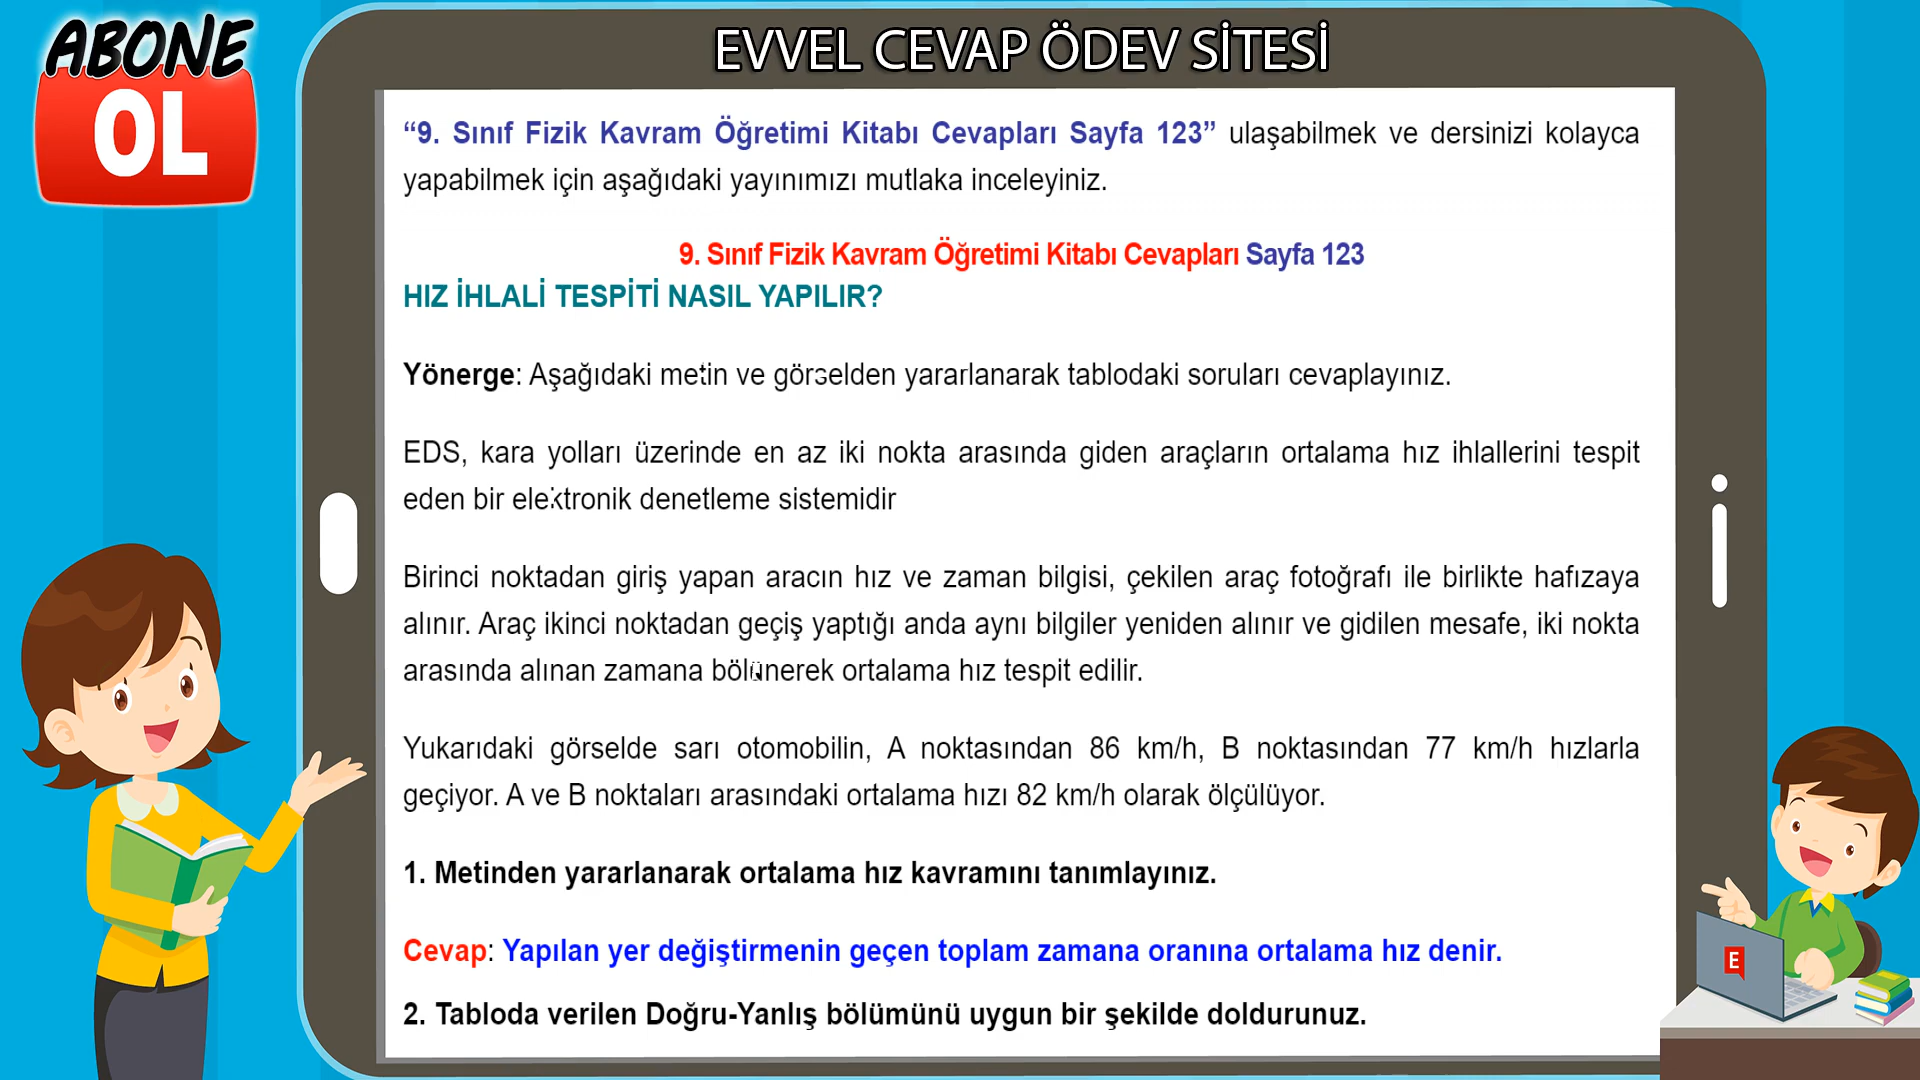 ABONE
OL
EVVEL CEVAP ÖDEV SİTESİ
“9. Sınıf Fizik Kavram Öğretimi Kitabı Cevapları Sayfa 123” ulaşabilmek ve dersinizi kolayca
yapabilmek için aşağıdaki yayınımızı mutlaka inceleyiniz.
9. Sınıf Fizik Kavram Öğretimi Kitabı Cevapları Sayfa 123
HIZ İHLALİ TESPİTİ NASIL YAPILIR?
Yönerge: Aşağıdaki metin ve görselden yararlanarak tablodaki soruları cevaplayınız.
EDS, kara yolları üzerinde en az iki nokta arasında giden araçların ortalama hız ihlallerini tespit
eden bir elektronik denetleme sistemidir
Birinci noktadan giriş yapan aracın hız ve zaman bilgisi, çekilen araç fotoğrafı ile birlikte hafızaya
alınır. Araç ikinci noktadan geçiş yaptığı anda aynı bilgiler yeniden alınır ve gidilen mesafe, iki nokta
arasında alınan zamana bölünerek ortalama hız tespit edilir.
Yukarıdaki görselde sarı otomobilin, A noktasından 86 km/h, B noktasından 77 km/h hızlarla
geçiyor. A ve B noktaları arasındaki ortalama hızı 82 km/h olarak ölçülüyor.
1. Metinden yararlanarak ortalama hız kavramını tanımlayınız.
Cevap: Yapılan yer değiştirmenin geçen toplam zamana oranına ortalama hız denir.
2. Tabloda verilen Doğru-Yanlış bölümünü uygun bir şekilde doldurunuz.
E